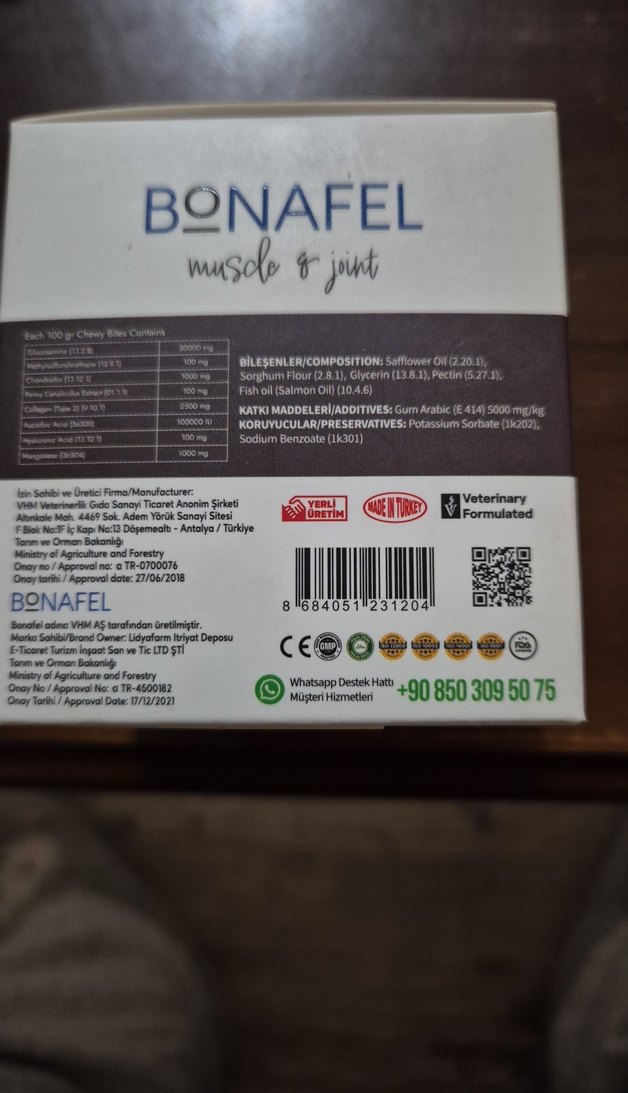 BONAFEL
muscle & joint
Each 100 gr Chewy Bites Contains
Glucosamine (13.2.8) 30000 mg
Methylsulfonylmethane (13.9.1) 100 mg
Chondroitin (13.12.1) 1000 mg
Perna Canaliculus Extract (01.1.1) 100 mg
Collagen (Type 2) (9.10.1) 2500 mg
Ascorbic Acid (3a300) 100000 IU
Hyaluronic Acid (13.12.1) 100 mg
Manganese (3b504) 1000 mg
BİLEŞENLER/COMPOSITION: Safflower Oil (2.20.1),
Sorghum Flour (2.8.1), Glycerin (13.8.1), Pectin (5.27.1),
Fish oil (Salmon Oil) (10.4.6)
KATKI MADDELERİ/ADDITIVES: Gum Arabic (E 414) 5000 mg/kg
KORUYUCULAR/PRESERVATIVES: Potassium Sorbate (1k202),
Sodium Benzoate (1k301)
İzin Sahibi ve Üretici Firma/Manufacturer:
VHM Veterinerlik Gıda Sanayi Ticaret Anonim Şirketi
Altınkale Mah. 4469 Sok. Adem Yörük Sanayi Sitesi
F Blok No:1F İç Kapı No:13 Döşemealtı - Antalya / Türkiye
Tarım ve Orman Bakanlığı
Ministry of Agriculture and Forestry
Onay no / Approval no: α TR-0700076
Onay tarihi / Approval date: 27/06/2018
BONAFEL
Bonafel adına VHM AŞ tarafından üretilmiştir.
Marka Sahibi/Brand Owner: Lidyafarm Itriyat Deposu
E-Ticaret Turizm İnşaat San ve Tic LTD ŞTİ
Tarım ve Orman Bakanlığı
Ministry of Agriculture and Forestry
Onay No / Approval No: α TR-4500182
Onay Tarihi / Approval Date: 17/12/2021
YERLİ
ÜRETİM
MADE IN TURKEY
Veterinary
Formulated
8 684051 231204
CE
GMP
ISO 22000
ISO 10002
ISO 14001
ISO 9001
FDA
Whatsapp Destek Hattı
Müşteri Hizmetleri
+90 850 309 50 75